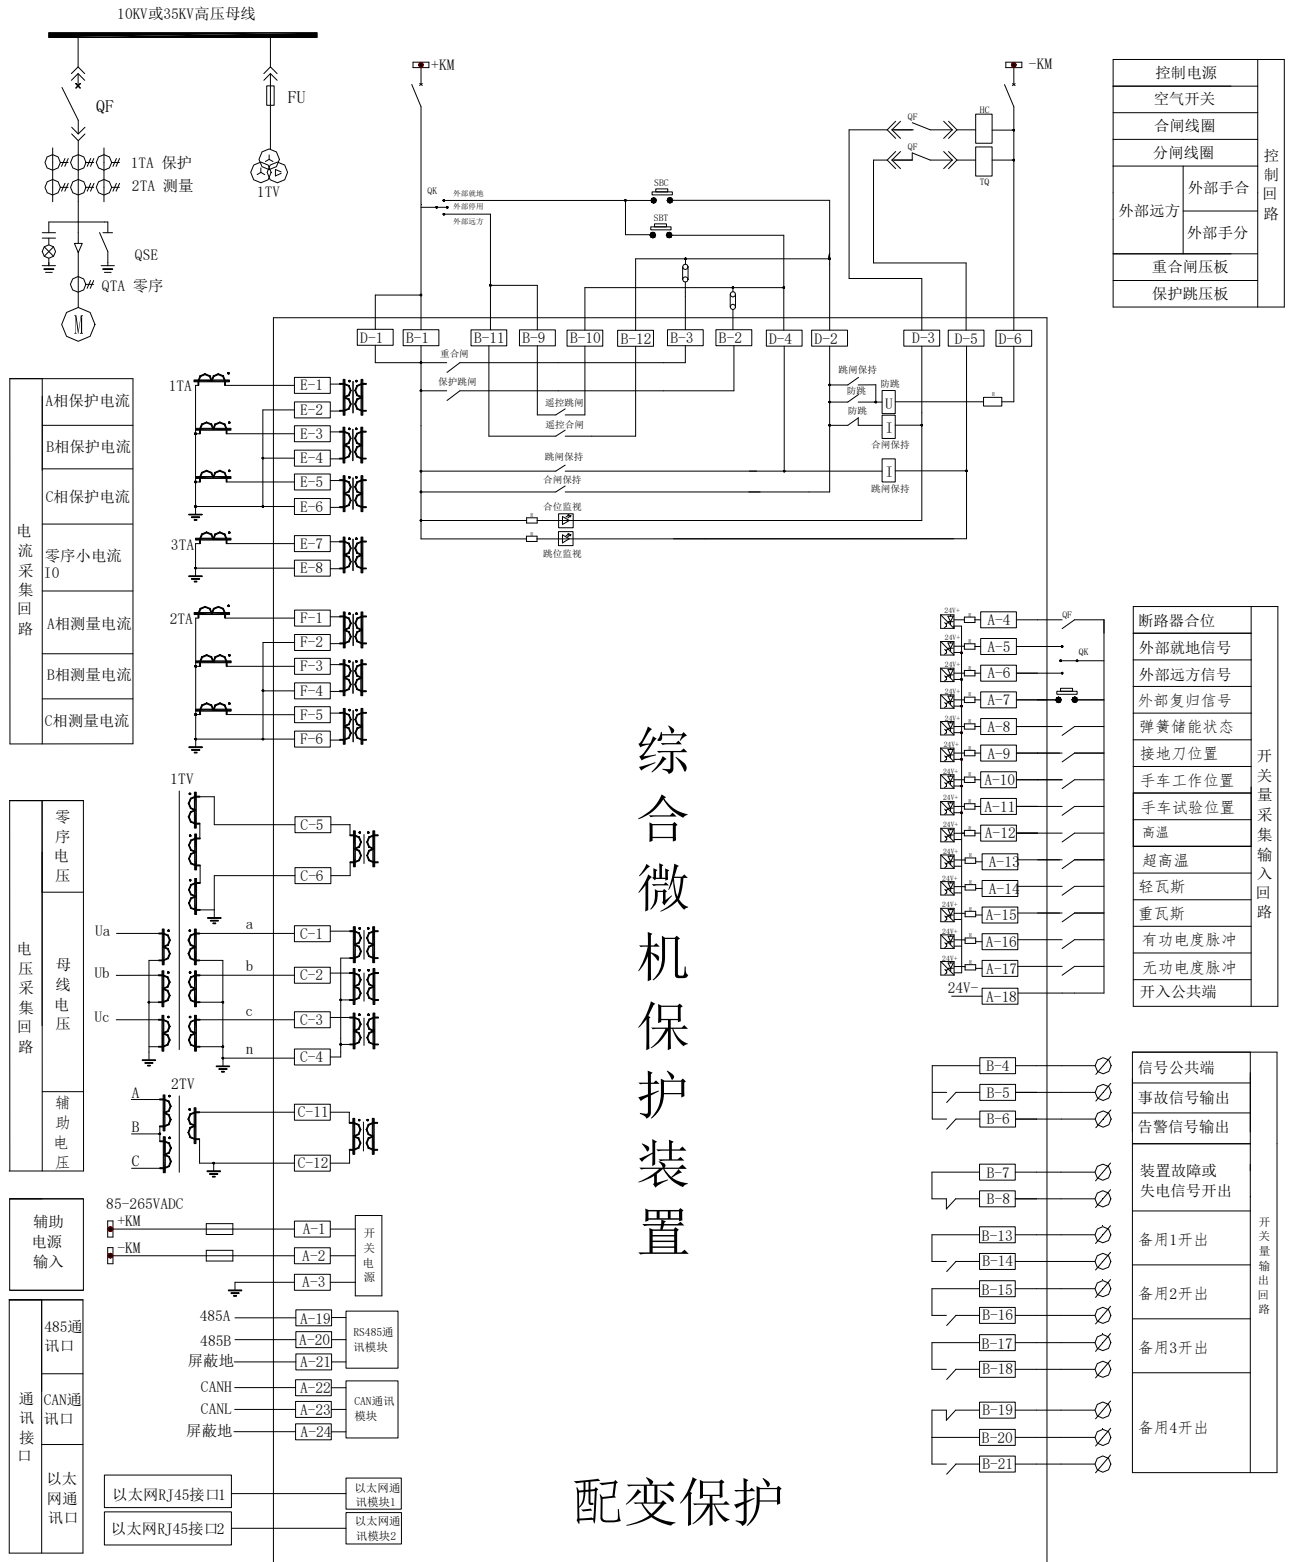 10KV或35KV高压母线
QF
FU
1TA 保护
2TA 测量
1TV
QSE
QTA 零序
M
+KM
-KM
QF
HC
QF
TQ
QK
外部就地
外部停用
外部远方
SBC
SBT
控制电源
空气开关
合闸线圈
分闸线圈
外部远方
外部手合
外部手分
重合闸压板
保护跳压板
控制回路
D-1
B-1
B-11
B-9
B-10
B-12
B-3
B-2
D-4
D-2
D-3
D-5
D-6
重合闸
保护跳闸
遥控跳闸
遥控合闸
跳闸保持
合闸保持
合位监视
跳位监视
跳闸保持
防跳
防跳
防跳
U
I
合闸保持
I
跳闸保持
电流采集回路
A相保护电流
B相保护电流
C相保护电流
零序小电流
I0
A相测量电流
B相测量电流
C相测量电流
1TA
3TA
2TA
E-1
E-2
E-3
E-4
E-5
E-6
E-7
E-8
F-1
F-2
F-3
F-4
F-5
F-6
电压采集回路
零序电压
母线电压
辅助电压
1TV
C-5
C-6
Ua
Ub
Uc
a
b
c
n
C-1
C-2
C-3
C-4
2TV
A
B
C
C-11
C-12
辅助
电源
输入
85-265VADC
+KM
-KM
A-1
A-2
A-3
开关电源
通讯接口
485通
讯口
CAN通
讯口
以太
网通
讯口
485A
485B
屏蔽地
A-19
A-20
A-21
RS485通
讯模块
CANH
CANL
屏蔽地
A-22
A-23
A-24
CAN通讯
模块
以太网RJ45接口1
以太网通
讯模块1
以太网RJ45接口2
以太网通
讯模块2
综合微机保护装置
配变保护
24V+
A-4
QF
断路器合位
24V+
A-5
外部就地信号
QK
24V+
A-6
外部远方信号
24V+
A-7
外部复归信号
24V+
A-8
弹簧储能状态
24V+
A-9
接地刀位置
24V+
A-10
手车工作位置
24V+
A-11
手车试验位置
24V+
A-12
高温
24V+
A-13
超高温
24V+
A-14
轻瓦斯
24V+
A-15
重瓦斯
24V+
A-16
有功电度脉冲
24V+
A-17
无功电度脉冲
24V-
A-18
开入公共端
开关量采集输入回路
B-4
信号公共端
B-5
事故信号输出
B-6
告警信号输出
B-7
B-8
装置故障或
失电信号开出
B-13
B-14
备用1开出
B-15
B-16
备用2开出
B-17
B-18
备用3开出
B-19
B-20
B-21
备用4开出
开关量输出回路